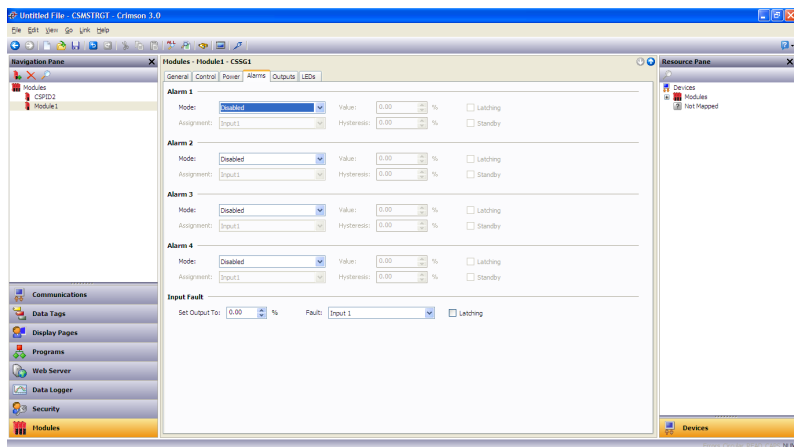 Untitled File - CSMSTRGT - Crimson 3.0
File Edit View Go Link Help
Navigation Pane
Modules
CSPID2
Module1
Communications
Data Tags
Display Pages
Programs
Web Server
Data Logger
Security
Modules
Modules - Module1 - CSSG1
General Control Power Alarms Outputs LEDs
Alarm 1
Mode: Disabled Value: 0.00 % Latching
Assignment: Input1 Hysteresis: 0.00 % Standby
Alarm 2
Mode: Disabled Value: 0.00 % Latching
Assignment: Input1 Hysteresis: 0.00 % Standby
Alarm 3
Mode: Disabled Value: 0.00 % Latching
Assignment: Input1 Hysteresis: 0.00 % Standby
Alarm 4
Mode: Disabled Value: 0.00 % Latching
Assignment: Input1 Hysteresis: 0.00 % Standby
Input Fault
Set Output To: 0.00 % Fault: Input 1 Latching
Resource Pane
Devices
Modules
Not Mapped
Devices